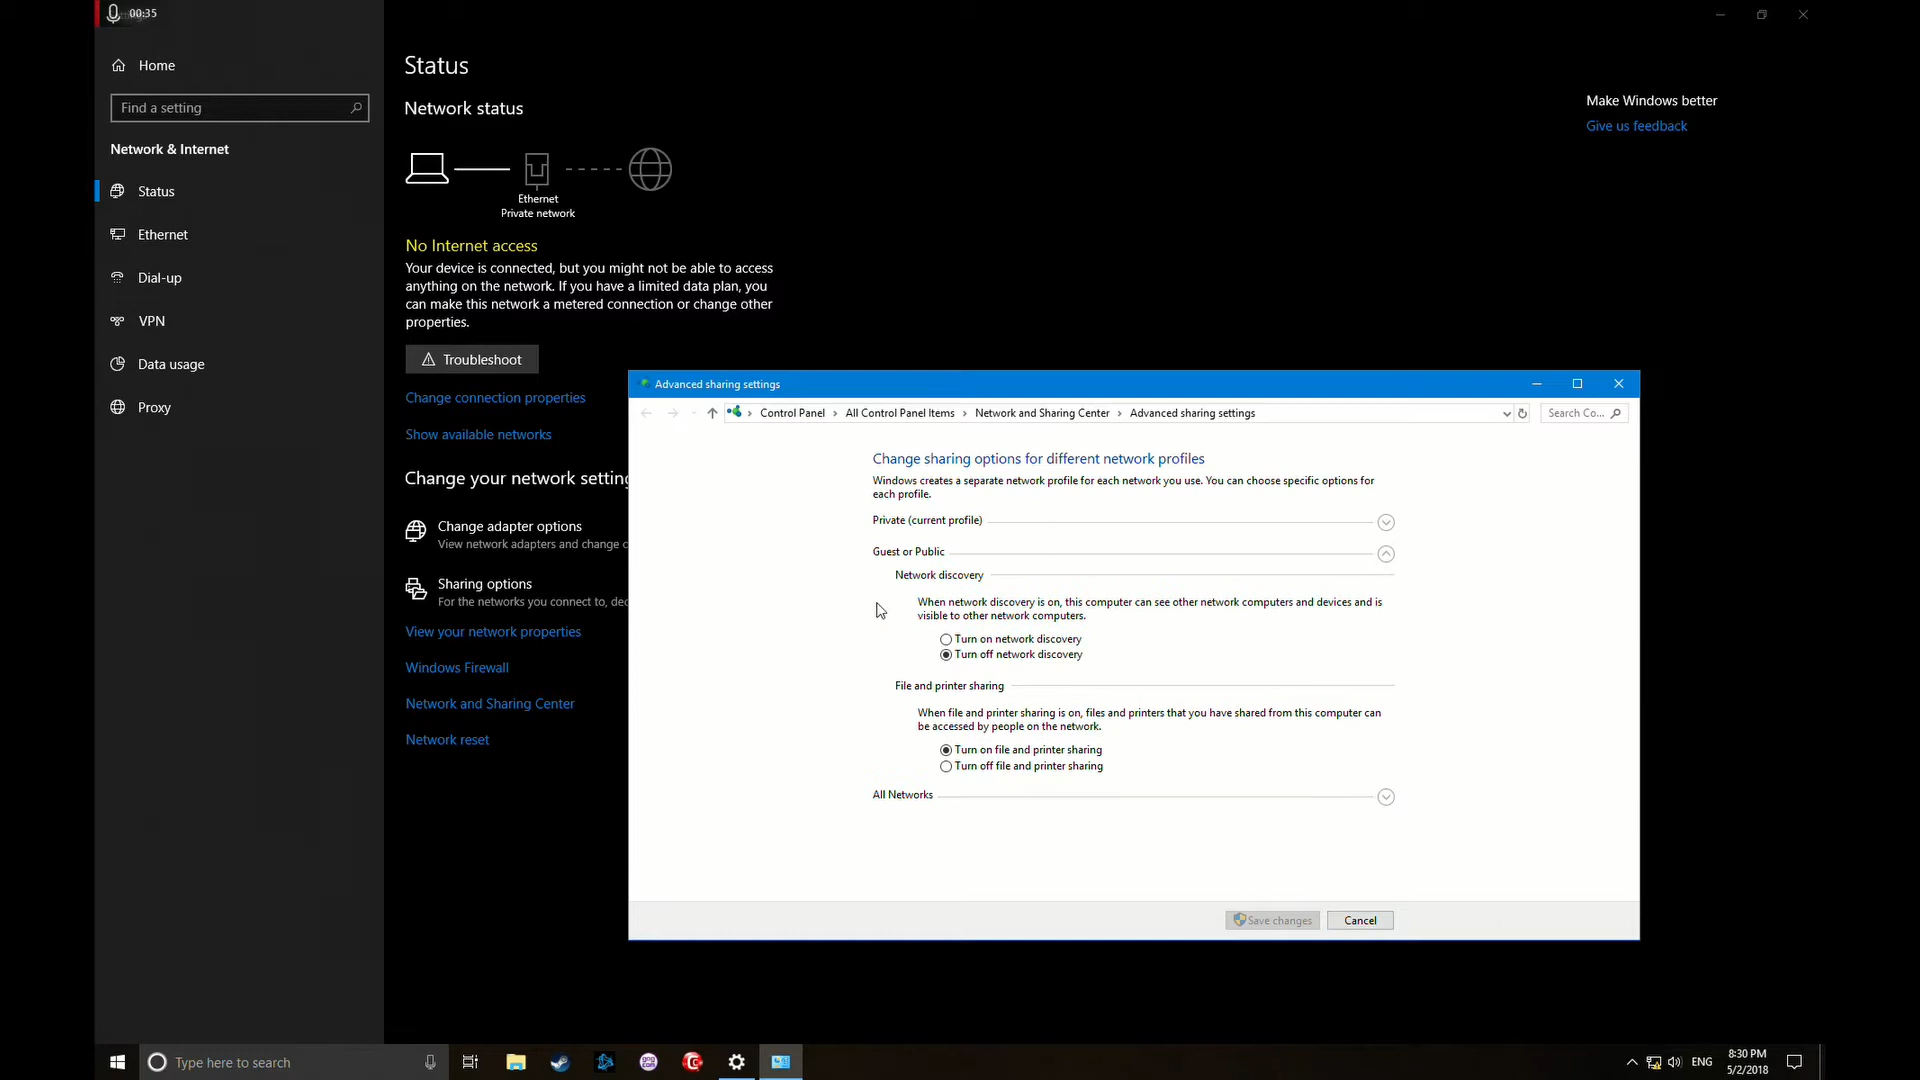 00:35
Home
Find a setting
Network & Internet
Status
Ethernet
Dial-up
VPN
Data usage
Proxy
Status
Network status
Ethernet
Private network
No Internet access
Your device is connected, but you might not be able to access
anything on the network. If you have a limited data plan, you
can make this network a metered connection or change other
properties.
Troubleshoot
Change connection properties
Show available networks
Change your network setting
Change adapter options
View network adapters and change c
Sharing options
For the networks you connect to, dec
View your network properties
Windows Firewall
Network and Sharing Center
Network reset
Make Windows better
Give us feedback
Advanced sharing settings
Control Panel > All Control Panel Items > Network and Sharing Center > Advanced sharing settings
Search Co...
Change sharing options for different network profiles
Windows creates a separate network profile for each network you use. You can choose specific options for
each profile.
Private (current profile)
Guest or Public
Network discovery
When network discovery is on, this computer can see other network computers and devices and is
visible to other network computers.
Turn on network discovery
Turn off network discovery
File and printer sharing
When file and printer sharing is on, files and printers that you have shared from this computer can
be accessed by people on the network.
Turn on file and printer sharing
Turn off file and printer sharing
All Networks
Save changes
Cancel
Type here to search
ENG
8:30 PM
5/2/2018